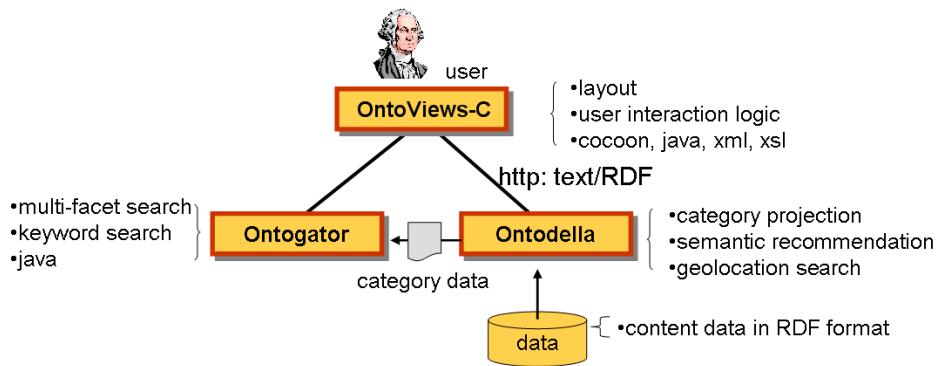 user
OntoViews-C
•layout
•user interaction logic
•cocoon, java, xml, xsl
http: text/RDF
•multi-facet search
•keyword search
•java
Ontogator
Ontodella
•category projection
•semantic recommendation
•geolocation search
category data
data
•content data in RDF format